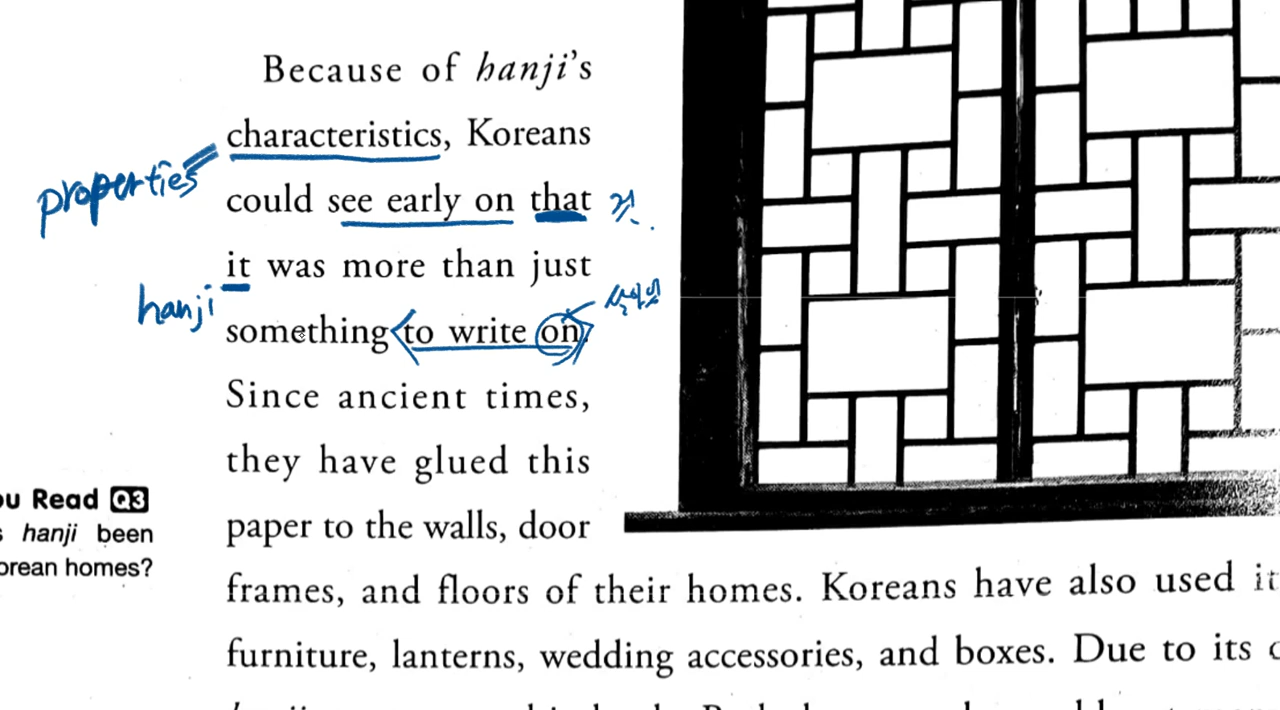 Because of hanji's
characteristics, Koreans
properties
could see early on that 것.
it was more than just
hanji
something to write on.
Since ancient times,
they have glued this
ou Read Q3
paper to the walls, door
s hanji been
orean homes?
frames, and floors of their homes. Koreans have also used it
furniture, lanterns, wedding accessories, and boxes. Due to its